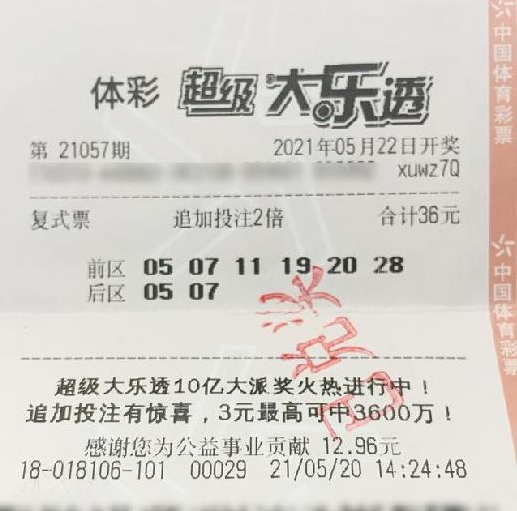 体彩 超级大乐透
第 21057期 2021年05月22日开奖
xuwz7Q
复式票 追加投注2倍 合计36元
前区 05 07 11 19 20 28
后区 05 07
已兑奖
超级大乐透10亿大派奖火热进行中！
追加投注有惊喜，3元最高可中3600万！
感谢您为公益事业贡献 12.96元
18-018106-101 00029 21/05/20 14:24:48
中国体育彩票
中国体育彩票